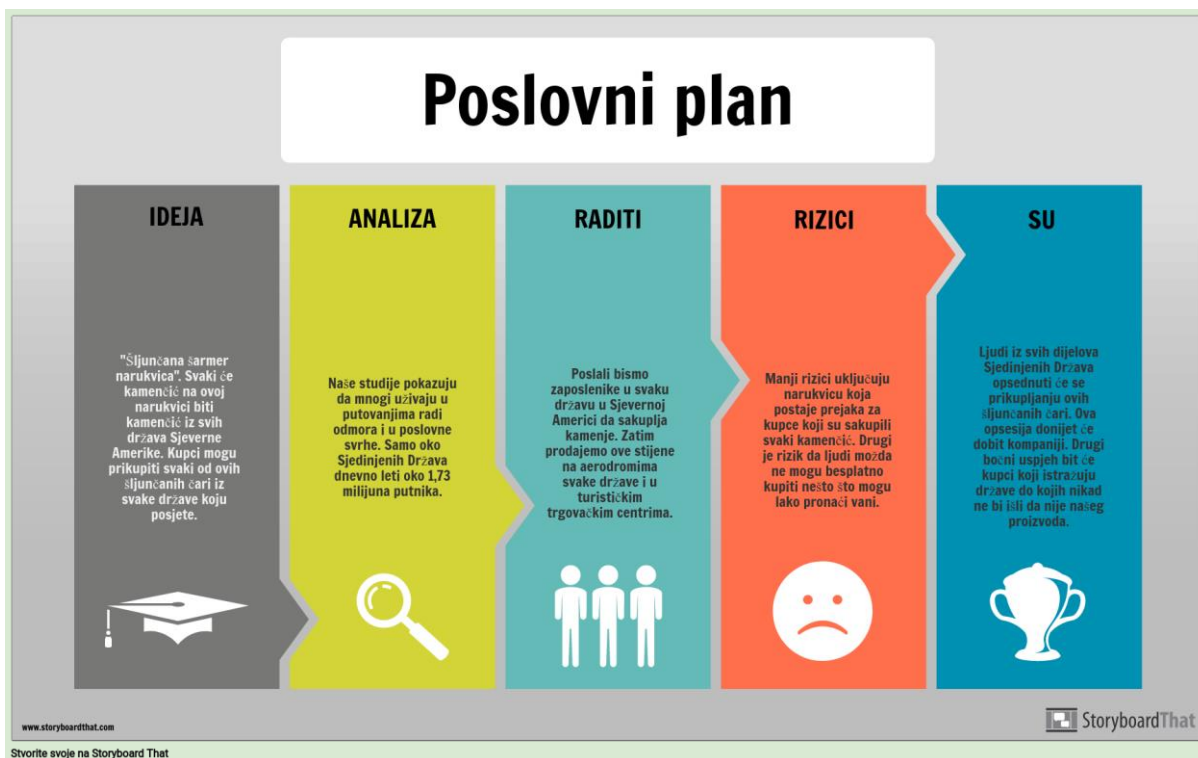 Poslovni plan
IDEJA
"Šljunčana šarmer
narukvica". Svaki će
kamenčić na ovoj
narukvici biti
kamenčić iz svih
država Sjeverne
Amerike. Kupci mogu
prikupiti svaki od ovih
šljunčanih čari iz
svake države koju
posjete.
ANALIZA
Naše studije pokazuju
da mnogi uživaju u
putovanjima radi
odmora i u poslovne
svrhe. Samo oko
Sjedinjenih Država
dnevno leti oko 1,73
milijuna putnika.
RADITI
Poslali bismo
zaposlenike u svaku
državu u Sjevernoj
Americi da sakuplja
kamenje. Zatim
prodajemo ove stijene
na aerodromima
svake države i u
turističkim
trgovačkim centrima.
RIZICI
Manji rizici uključuju
narukvicu koja
postaje prejaka za
kupce koji su sakupili
svaki kamenčić. Drugi
je rizik da ljudi možda
ne mogu besplatno
kupiti nešto što mogu
lako pronaći vani.
SU
Ljudi iz svih dijelova
Sjedinjenih Država
opsednuti će se
prikupljanju ovih
šljunčanih čari. Ova
opsesija donijet će
dobit kompaniji. Drugi
bočni uspjeh bit će
kupci koji istražuju
države do kojih nikad
ne bi išli da nije našeg
proizvoda.
www.storyboardthat.com
StoryboardThat
Stvorite svoje na Storyboard That